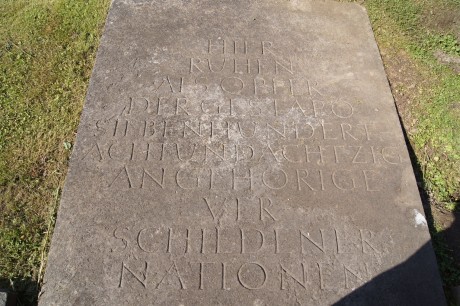 HIER
RUHEN
ALS OPFER
DER GESTAPO
SIEBENHUNDERT
ACHTUNDACHTZIG
ANGEHÖRIGE
VER
SCHIEDENER
NATIONEN